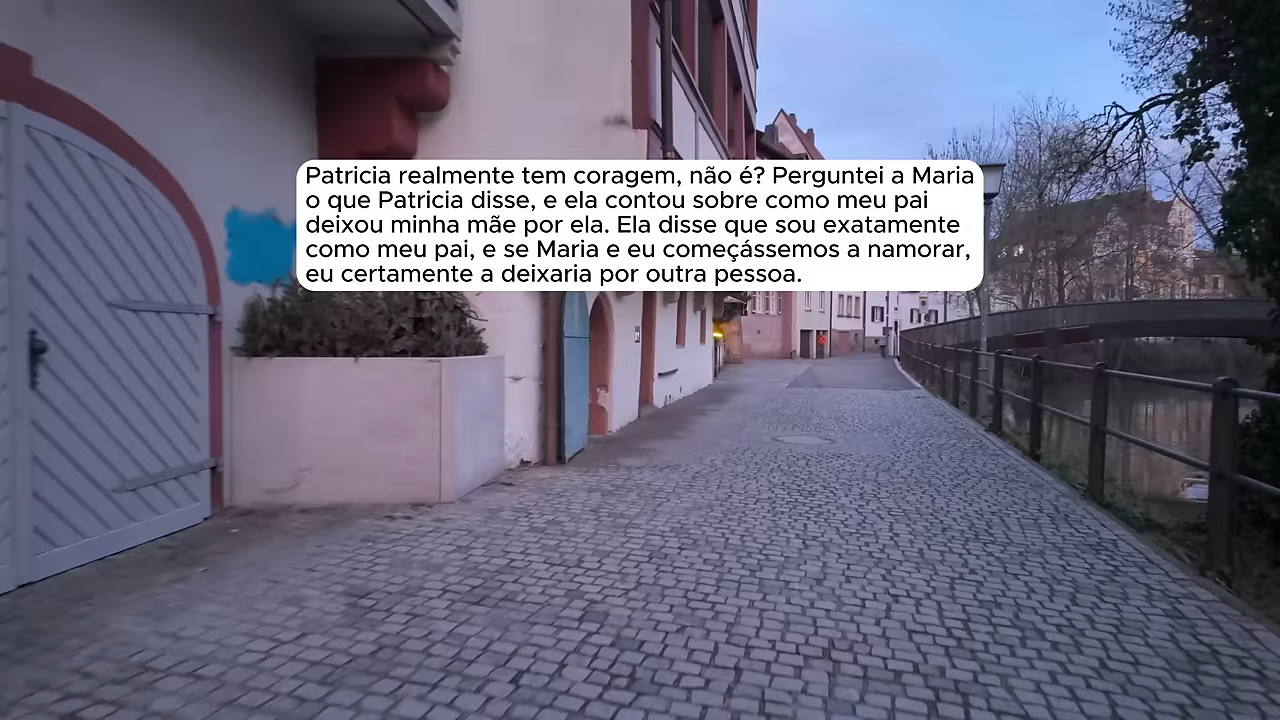 Patricia realmente tem coragem, não é? Perguntei a Maria
o que Patricia disse, e ela contou sobre como meu pai
deixou minha mãe por ela. Ela disse que sou exatamente
como meu pai, e se Maria e eu começássemos a namorar,
eu certamente a deixaria por outra pessoa.